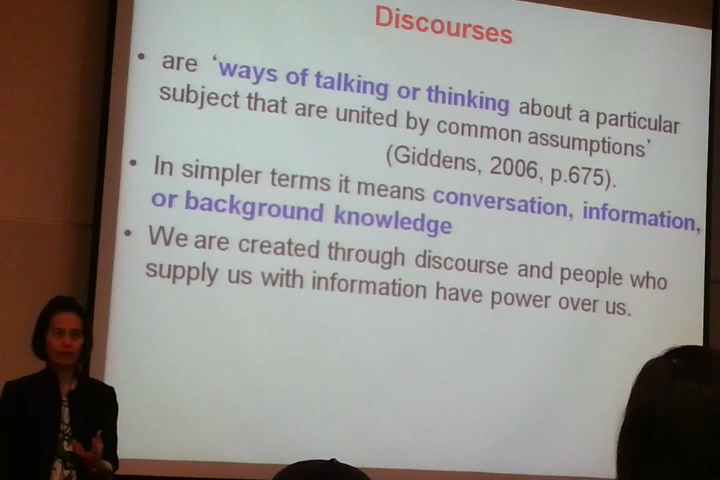 Discourses
• are ‘ways of talking or thinking about a particular
subject that are united by common assumptions’
(Giddens, 2006, p.675).
• In simpler terms it means conversation, information,
or background knowledge
• We are created through discourse and people who
supply us with information have power over us.